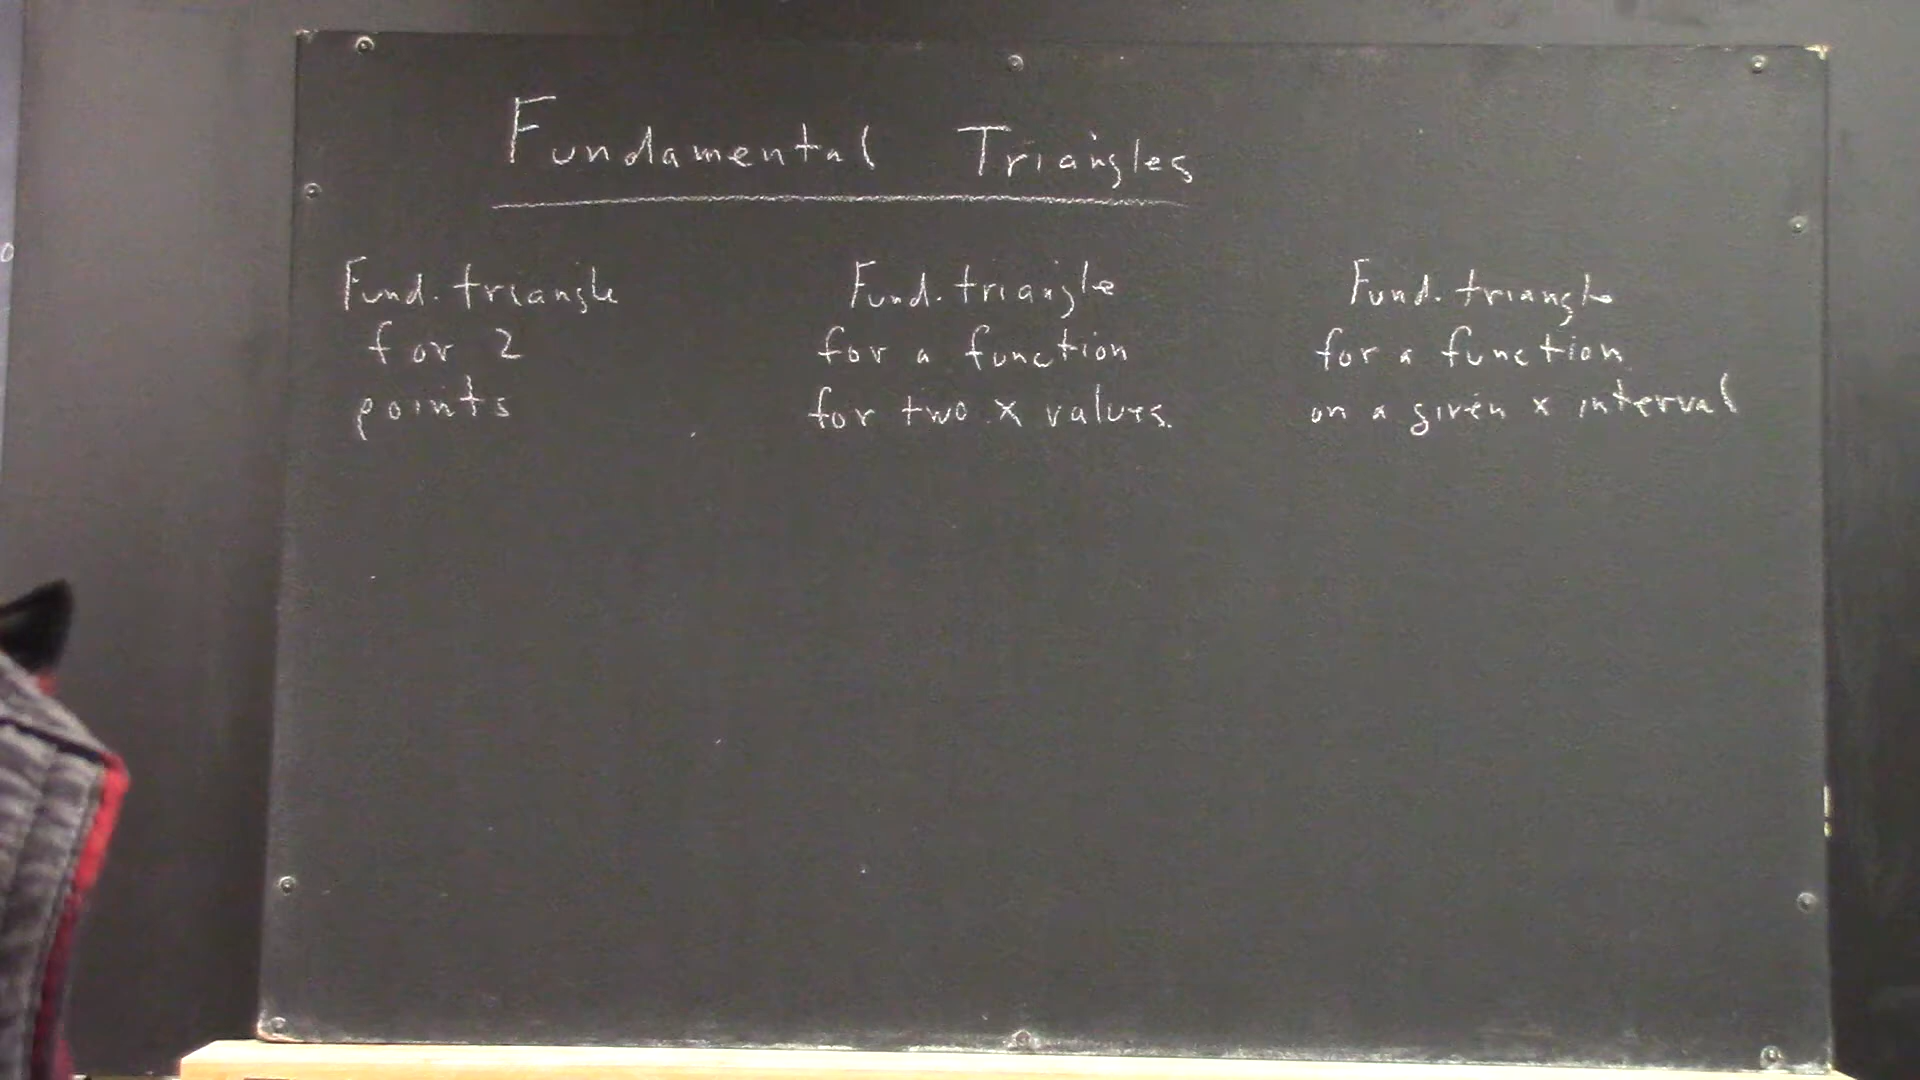 Fundamental Triangles
Fund. triangle
for 2
points
Fund. triangle
for a function
for two x values.
Fund. triangle
for a function
on a given x interval